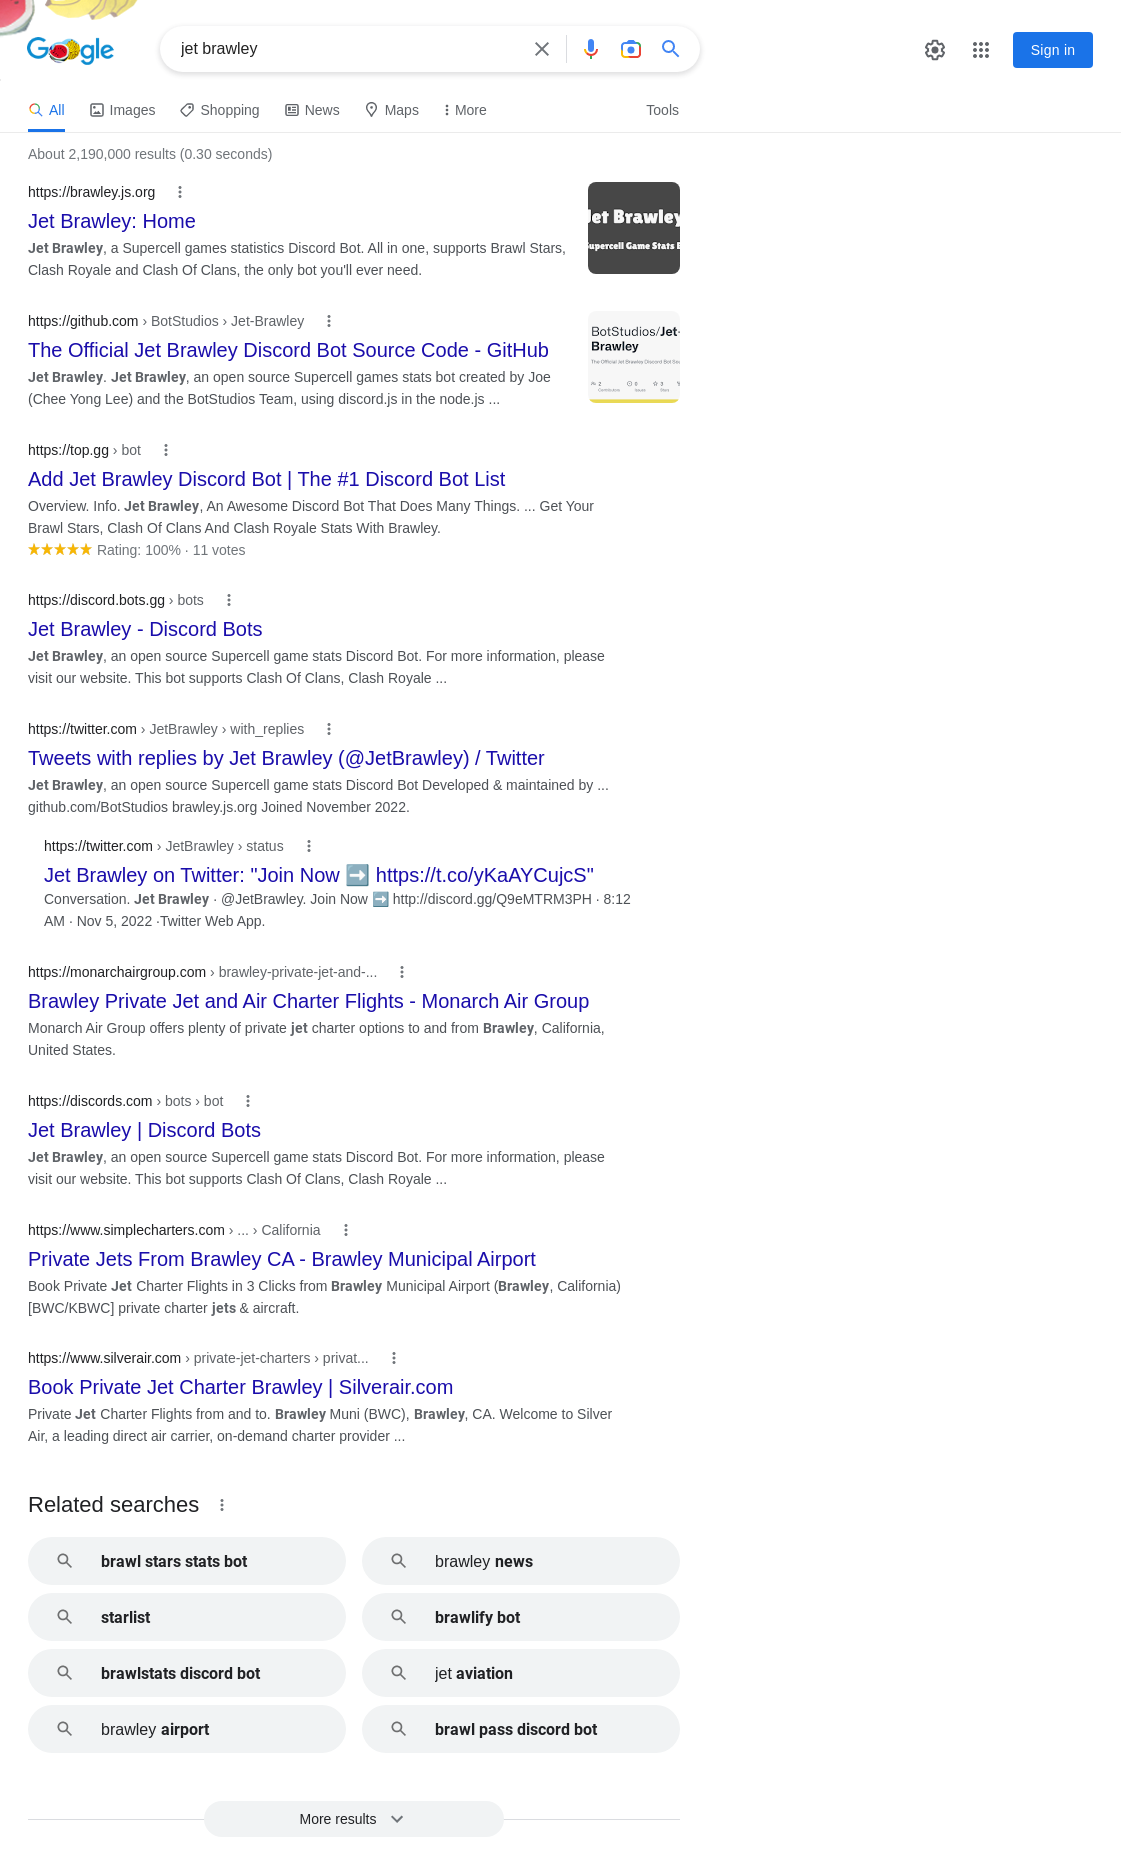 Google
jet brawley
Sign in
All Images Shopping News Maps More Tools
About 2,190,000 results (0.30 seconds)
https://brawley.js.org
Jet Brawley: Home
Jet Brawley, a Supercell games statistics Discord Bot. All in one, supports Brawl Stars,
Clash Royale and Clash Of Clans, the only bot you'll ever need.
Jet Brawley
Supercell Game Stats B
https://github.com › BotStudios › Jet-Brawley
The Official Jet Brawley Discord Bot Source Code - GitHub
Jet Brawley. Jet Brawley, an open source Supercell games stats bot created by Joe
(Chee Yong Lee) and the BotStudios Team, using discord.js in the node.js ...
BotStudios/Jet-
Brawley
The Official Jet Brawley Discord Bot Sou
https://top.gg › bot
Add Jet Brawley Discord Bot | The #1 Discord Bot List
Overview. Info. Jet Brawley, An Awesome Discord Bot That Does Many Things. ... Get Your
Brawl Stars, Clash Of Clans And Clash Royale Stats With Brawley.
Rating: 100% · 11 votes
https://discord.bots.gg › bots
Jet Brawley - Discord Bots
Jet Brawley, an open source Supercell game stats Discord Bot. For more information, please
visit our website. This bot supports Clash Of Clans, Clash Royale ...
https://twitter.com › JetBrawley › with_replies
Tweets with replies by Jet Brawley (@JetBrawley) / Twitter
Jet Brawley, an open source Supercell game stats Discord Bot Developed & maintained by ...
github.com/BotStudios brawley.js.org Joined November 2022.
https://twitter.com › JetBrawley › status
Jet Brawley on Twitter: "Join Now ➡️ https://t.co/yKaAYCujcS"
Conversation. Jet Brawley · @JetBrawley. Join Now ➡️ http://discord.gg/Q9eMTRM3PH · 8:12
AM · Nov 5, 2022 ·Twitter Web App.
https://monarchairgroup.com › brawley-private-jet-and-...
Brawley Private Jet and Air Charter Flights - Monarch Air Group
Monarch Air Group offers plenty of private jet charter options to and from Brawley, California,
United States.
https://discords.com › bots › bot
Jet Brawley | Discord Bots
Jet Brawley, an open source Supercell game stats Discord Bot. For more information, please
visit our website. This bot supports Clash Of Clans, Clash Royale ...
https://www.simplecharters.com › ... › California
Private Jets From Brawley CA - Brawley Municipal Airport
Book Private Jet Charter Flights in 3 Clicks from Brawley Municipal Airport (Brawley, California)
[BWC/KBWC] private charter jets & aircraft.
https://www.silverair.com › private-jet-charters › privat...
Book Private Jet Charter Brawley | Silverair.com
Private Jet Charter Flights from and to. Brawley Muni (BWC), Brawley, CA. Welcome to Silver
Air, a leading direct air carrier, on-demand charter provider ...
Related searches
brawl stars stats bot
brawley news
starlist
brawlify bot
brawlstats discord bot
jet aviation
brawley airport
brawl pass discord bot
More results